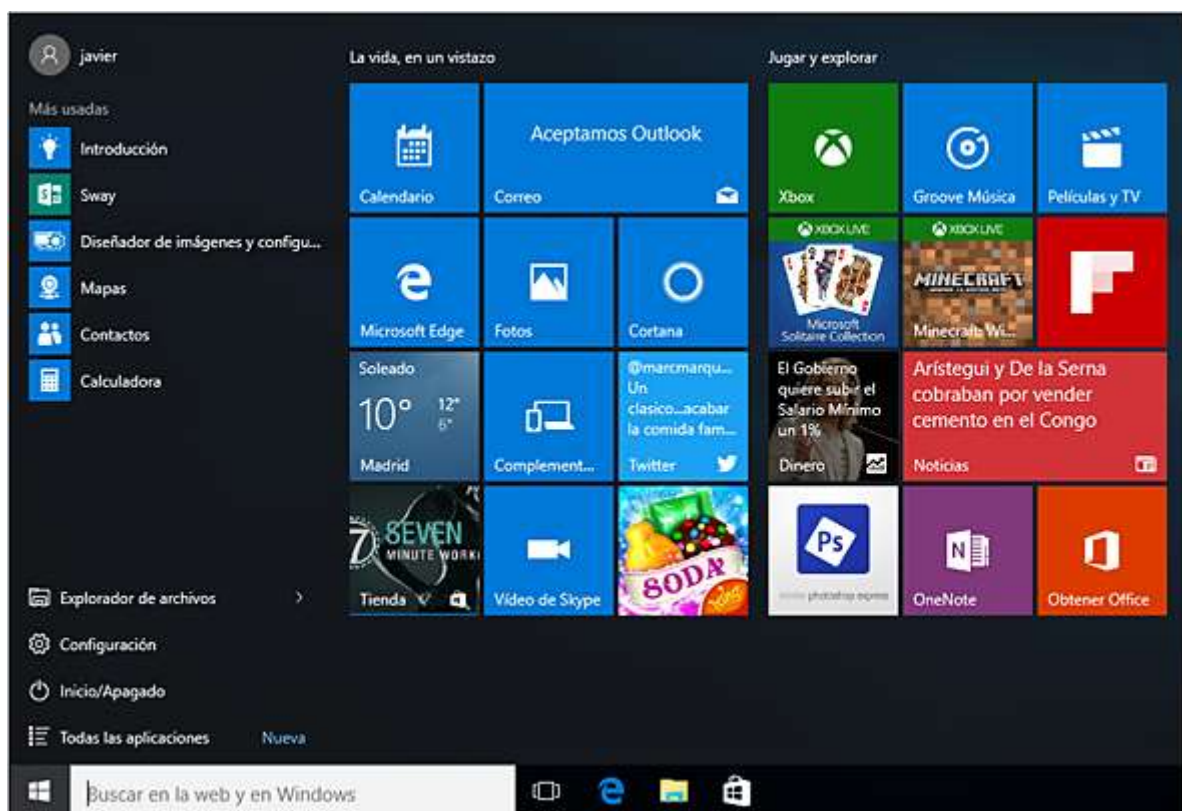 javier
Más usadas
Introducción
Sway
Diseñador de imágenes y configu...
Mapas
Contactos
Calculadora
Explorador de archivos
Configuración
Inicio/Apagado
Todas las aplicaciones Nueva
La vida, en un vistazo
Calendario
Aceptamos Outlook
Correo
Microsoft Edge
Fotos
Cortana
Soleado
10° 12°
6°
Madrid
Complement...
@marcmarqu...
Un
clasico...acabar
la comida fam...
Twitter
7 SEVEN
MINUTE WORK
Tienda
Vídeo de Skype
SODA
King
Jugar y explorar
Xbox
Groove Música
Películas y TV
XBOX LIVE
Microsoft
Solitaire Collection
XBOX LIVE
MINECRAFT
Minecraft: Wi...
El Gobierno
quiere subir el
Salario Mínimo
un 1%
Dinero
Arístegui y De la Serna
cobraban por vender
cemento en el Congo
Noticias
Ps
photoshop express
N
OneNote
Obtener Office
Buscar en la web y en Windows